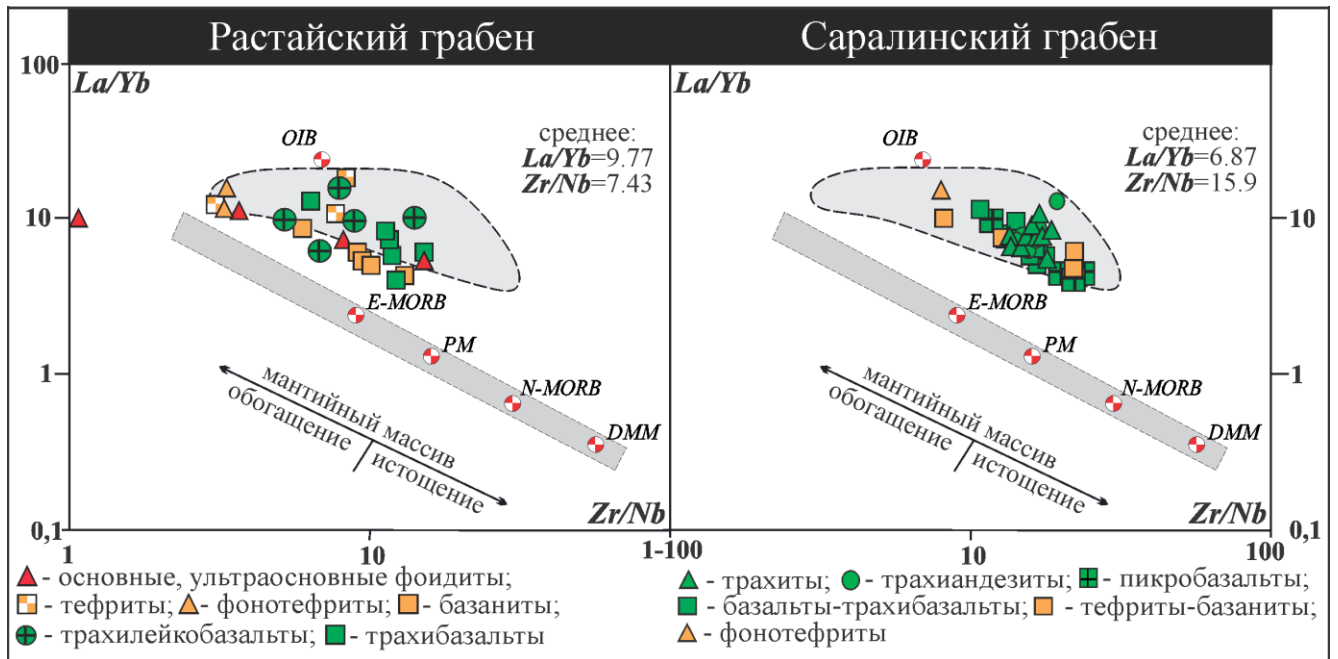 Растайский грабен
Саралинский грабен
100
La/Yb
OIB
среднее:
La/Yb=9.77
Zr/Nb=7.43
10
E-MORB
PM
1
N-MORB
DMM
мантийный массив
обогащение
истощение
Zr/Nb
0,1
1
10
1-100
La/Yb
OIB
среднее:
La/Yb=6.87
Zr/Nb=15.9
10
E-MORB
PM
1
N-MORB
DMM
мантийный массив
обогащение
истощение
Zr/Nb
0,1
10
100
- основные, ультраосновные фоидиты;
- тефриты; - фонотефриты; - базаниты;
- трахилейкобазальты; - трахибазальты
- трахиты; - трахиандезиты; - пикробазальты;
- базальты-трахибазальты; - тефриты-базаниты;
- фонотефриты